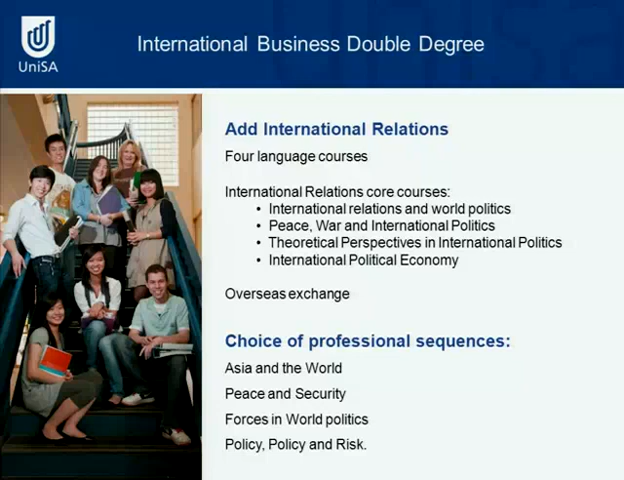 UniSA
International Business Double Degree
Add International Relations
Four language courses
International Relations core courses:
• International relations and world politics
• Peace, War and International Politics
• Theoretical Perspectives in International Politics
• International Political Economy
Overseas exchange
Choice of professional sequences:
Asia and the World
Peace and Security
Forces in World politics
Policy, Policy and Risk.